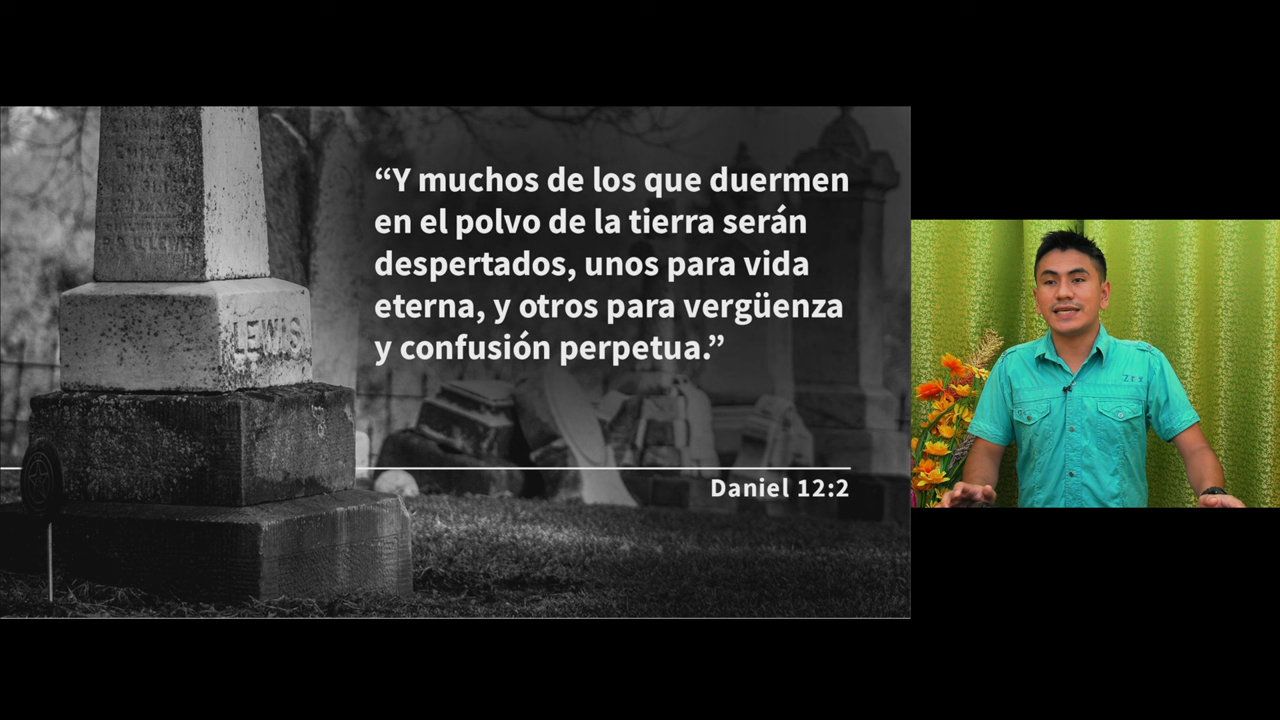 “Y muchos de los que duermen
en el polvo de la tierra serán
despertados, unos para vida
eterna, y otros para vergüenza
y confusión perpetua.”
Daniel 12:2
LEWIS